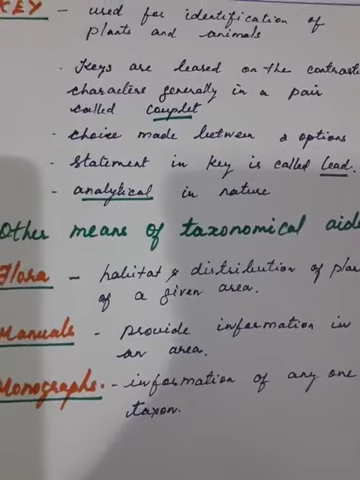 KEY - used for identification of
plants and animals
- Keys are based on the contrasti
characters generally in a pair
called couplet
- choice made between 2 options
- Statement in key is called lead.
- analytical in nature
Other means of taxonomical aids
Flora - habitat & distribution of plan
of a given area.
Manuals - provide information in
an area.
Monographs. - information of any one
taxon.